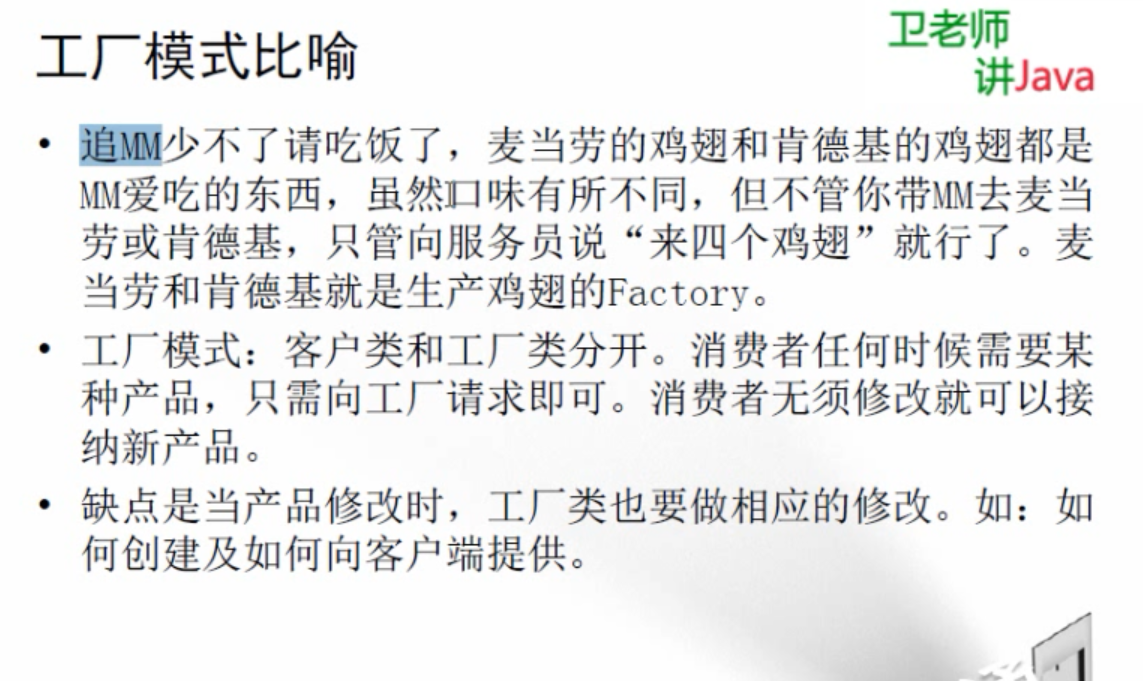 工厂模式比喻
卫老师
讲Java
• 追MM少不了请吃饭了，麦当劳的鸡翅和肯德基的鸡翅都是
MM爱吃的东西，虽然口味有所不同，但不管你带MM去麦当
劳或肯德基，只管向服务员说“来四个鸡翅”就行了。麦
当劳和肯德基就是生产鸡翅的Factory。
• 工厂模式：客户类和工厂类分开。消费者任何时候需要某
种产品，只需向工厂请求即可。消费者无须修改就可以接
纳新产品。
• 缺点是当产品修改时，工厂类也要做相应的修改。如：如
何创建及如何向客户端提供。